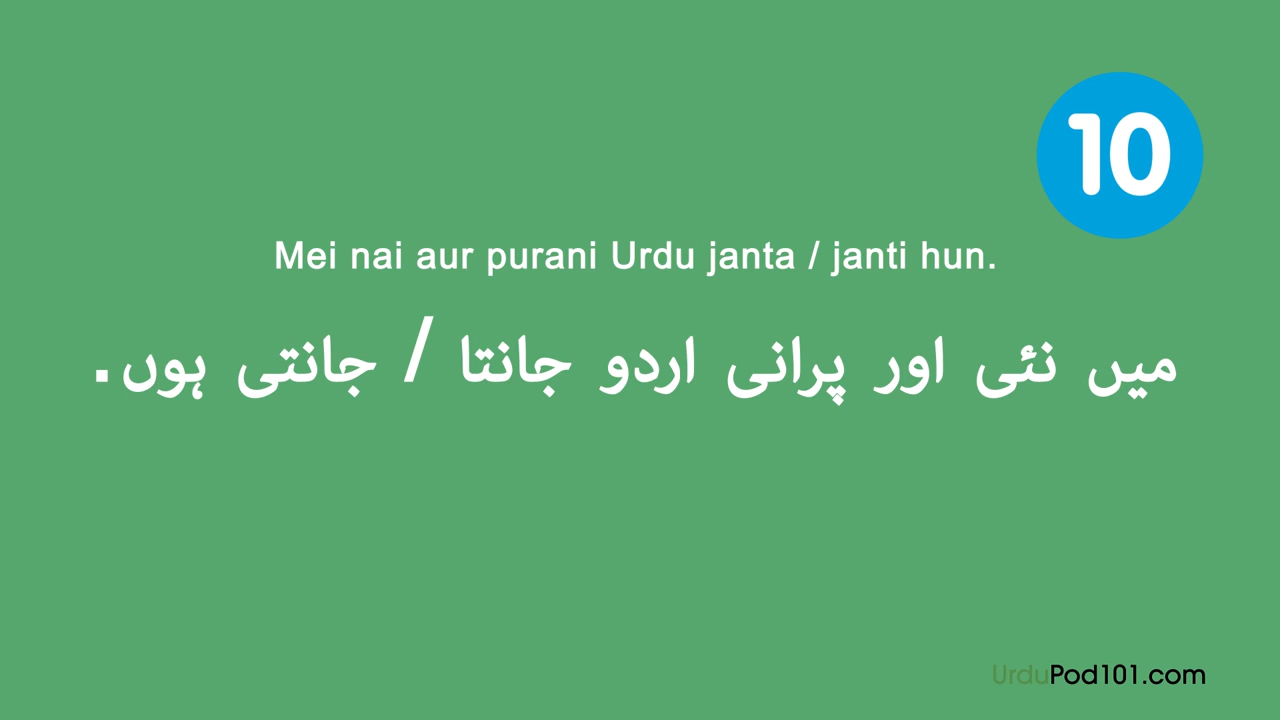 10
Mei nai aur purani Urdu janta / janti hun.
میں نئی اور پرانی اردو جانتا / جانتی ہوں.
UrduPod101.com